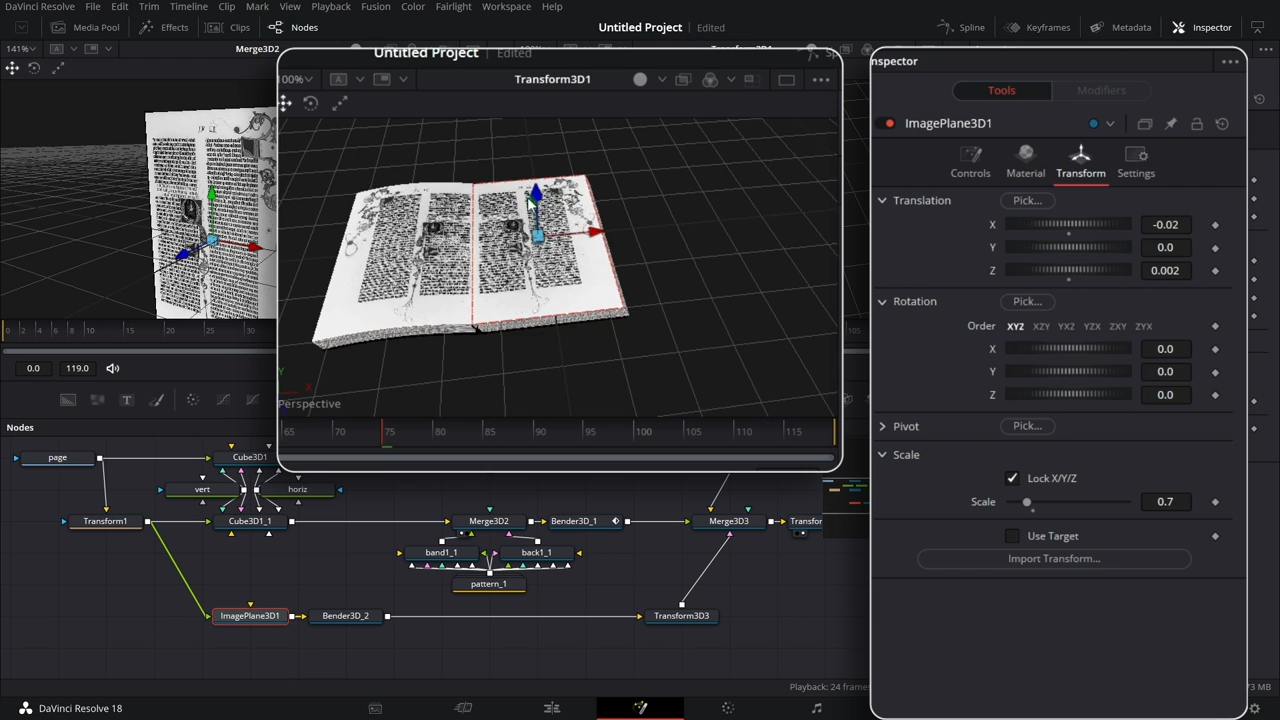 DaVinci Resolve File Edit Trim Timeline Clip Mark View Playback Fusion Color Fairlight Workspace Help
Media Pool Effects Clips Nodes Untitled Project Edited Spline Keyframes Metadata Inspector
141% A Merge3D2
Untitled Project Edited
100% A Transform3D1
Perspective
0 2 4 6 8 10 15 20 25 30
65 70 75 80 85 90 95 100 105 110 115
105
0.0 119.0
Nodes
page
Cube3D1
vert
horiz
Transform1
Cube3D1_1
Merge3D2
Bender3D_1
Merge3D3
Transfor
band1_1
back1_1
pattern_1
ImagePlane3D1
Bender3D_2
Transform3D3
nspector
Tools Modifiers
ImagePlane3D1
Controls Material Transform Settings
Translation Pick...
X -0.02
Y 0.0
Z 0.002
Rotation Pick...
Order XYZ XZY YXZ YZX ZXY ZYX
X 0.0
Y 0.0
Z 0.0
Pivot Pick...
Scale
Lock X/Y/Z
Scale 0.7
Use Target
Import Transform...
Playback: 24 frame
MB
DaVinci Resolve 18